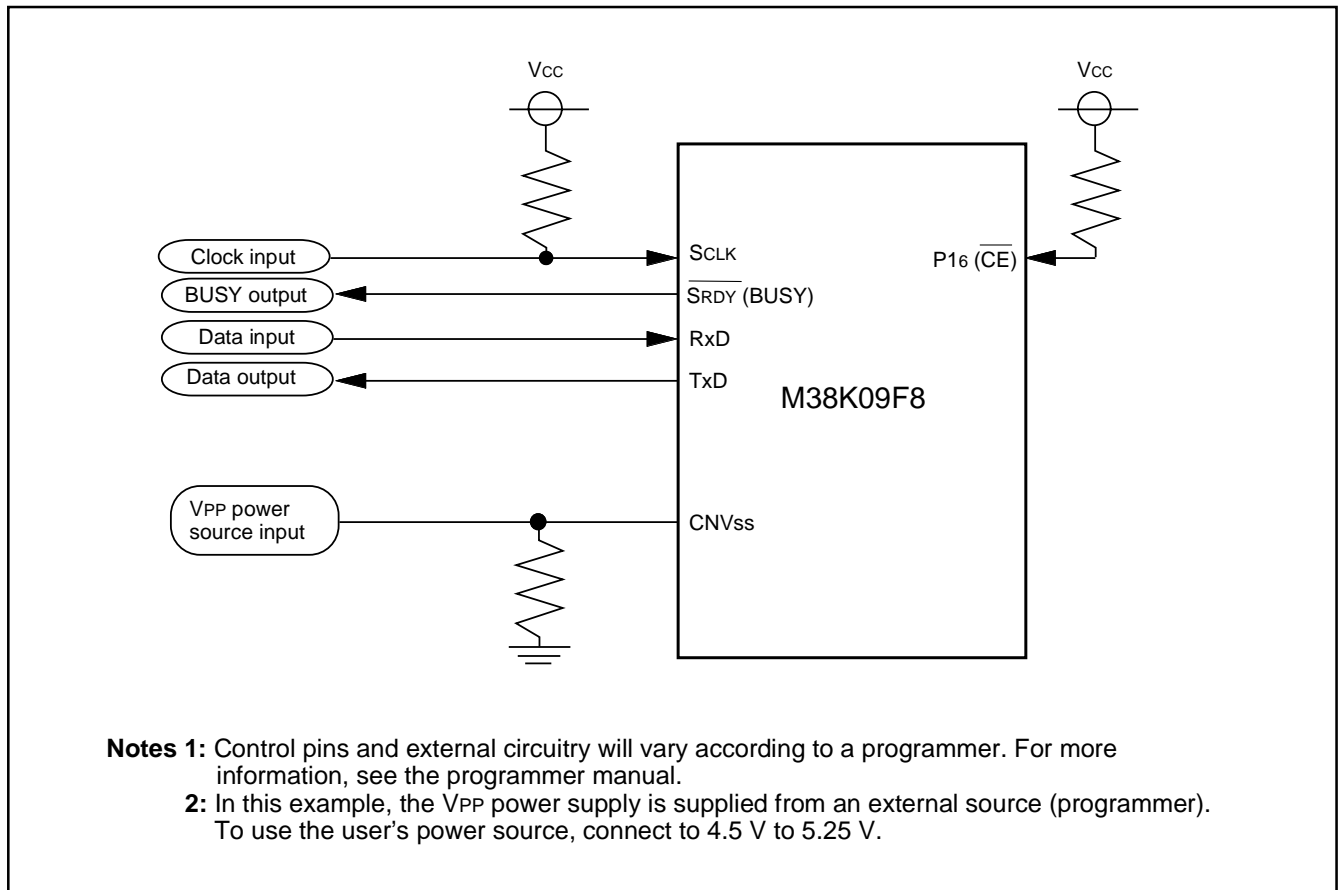 Vcc
Vcc
Clock input
SCLK
P16 (CE)
BUSY output
SRDY (BUSY)
Data input
RxD
Data output
TxD
M38K09F8
VPP power
source input
CNVss
Notes 1: Control pins and external circuitry will vary according to a programmer. For more
information, see the programmer manual.
2: In this example, the VPP power supply is supplied from an external source (programmer).
To use the user's power source, connect to 4.5 V to 5.25 V.